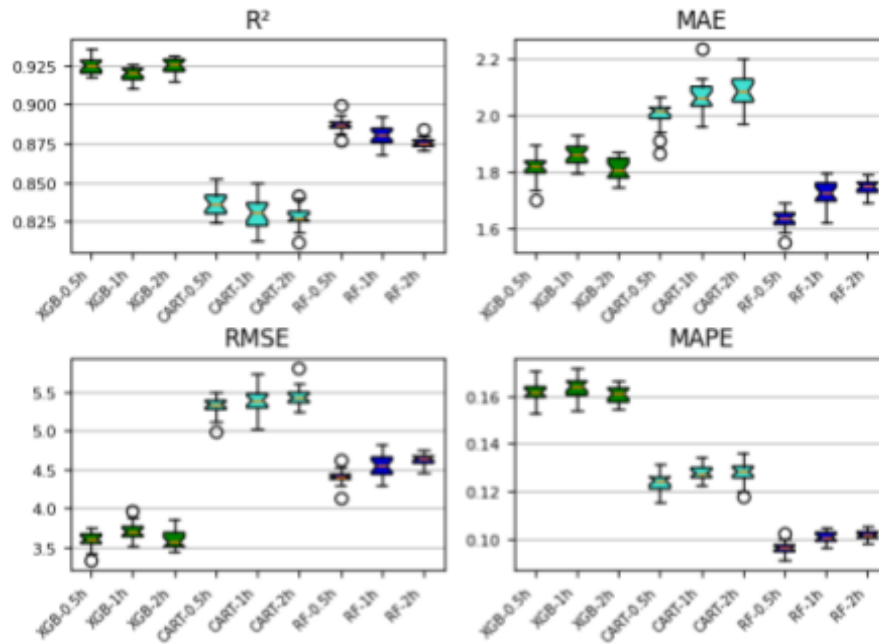 R²
MAE
0.925
0.900
0.875
0.850
0.825
2.2
2.0
1.8
1.6
XGB-0.5h
XGB-1h
XGB-2h
CART-0.5h
CART-1h
CART-2h
RF-0.5h
RF-1h
RF-2h
XGB-0.5h
XGB-1h
XGB-2h
CART-0.5h
CART-1h
CART-2h
RF-0.5h
RF-1h
RF-2h
RMSE
MAPE
5.5
5.0
4.5
4.0
3.5
0.16
0.14
0.12
0.10
XGB-0.5h
XGB-1h
XGB-2h
CART-0.5h
CART-1h
CART-2h
RF-0.5h
RF-1h
RF-2h
XGB-0.5h
XGB-1h
XGB-2h
CART-0.5h
CART-1h
CART-2h
RF-0.5h
RF-1h
RF-2h